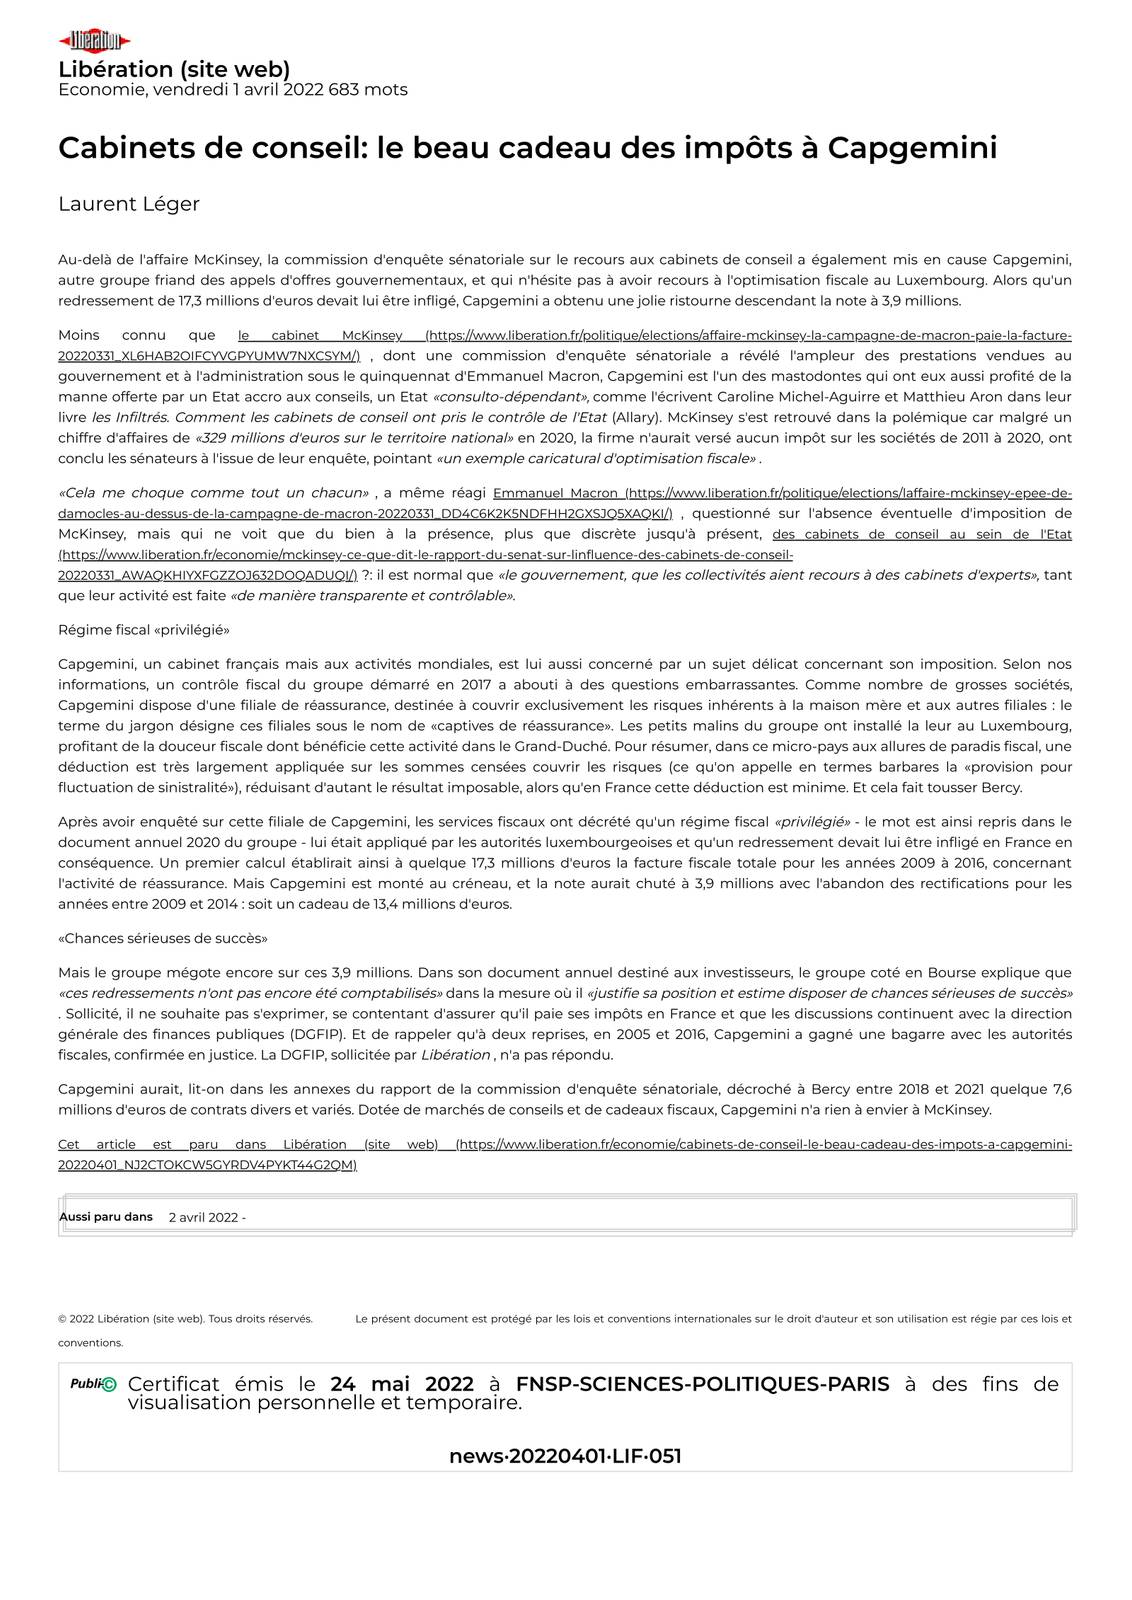 Libération
Libération (site web)
Economie, vendredi 1 avril 2022 683 mots
Cabinets de conseil: le beau cadeau des impôts à Capgemini
Laurent Léger
Au-delà de l'affaire McKinsey, la commission d'enquête sénatoriale sur le recours aux cabinets de conseil a également mis en cause Capgemini,
autre groupe friand des appels d'offres gouvernementaux, et qui n'hésite pas à avoir recours à l'optimisation fiscale au Luxembourg. Alors qu'un
redressement de 17,3 millions d'euros devait lui être infligé, Capgemini a obtenu une jolie ristourne descendant la note à 3,9 millions.
Moins connu que le cabinet McKinsey (https://www.liberation.fr/politique/elections/affaire-mckinsey-la-campagne-de-macron-paie-la-facture-
20220331_XL6HAB2OIFCYVGPYUMW7NXCSYM/) , dont une commission d'enquête sénatoriale a révélé l'ampleur des prestations vendues au
gouvernement et à l'administration sous le quinquennat d'Emmanuel Macron, Capgemini est l'un des mastodontes qui ont eux aussi profité de la
manne offerte par un Etat accro aux conseils, un Etat «consulto-dépendant», comme l'écrivent Caroline Michel-Aguirre et Matthieu Aron dans leur
livre les Infiltrés. Comment les cabinets de conseil ont pris le contrôle de l'Etat (Allary). McKinsey s'est retrouvé dans la polémique car malgré un
chiffre d'affaires de «329 millions d'euros sur le territoire national» en 2020, la firme n'aurait versé aucun impôt sur les sociétés de 2011 à 2020, ont
conclu les sénateurs à l'issue de leur enquête, pointant «un exemple caricatural d'optimisation fiscale» .
«Cela me choque comme tout un chacun» , a même réagi Emmanuel Macron (https://www.liberation.fr/politique/elections/laffaire-mckinsey-epee-de-
damocles-au-dessus-de-la-campagne-de-macron-20220331_DD4C6K2K5NDFHH2GXSJQ5XAQKI/) , questionné sur l'absence éventuelle d'imposition de
McKinsey, mais qui ne voit que du bien à la présence, plus que discrète jusqu'à présent, des cabinets de conseil au sein de l'Etat
(https://www.liberation.fr/economie/mckinsey-ce-que-dit-le-rapport-du-senat-sur-linfluence-des-cabinets-de-conseil-
20220331_AWAQKHIYXFGZZOJ632DOQADUQI/) ?: il est normal que «le gouvernement, que les collectivités aient recours à des cabinets d'experts», tant
que leur activité est faite «de manière transparente et contrôlable».
Régime fiscal «privilégié»
Capgemini, un cabinet français mais aux activités mondiales, est lui aussi concerné par un sujet délicat concernant son imposition. Selon nos
informations, un contrôle fiscal du groupe démarré en 2017 a abouti à des questions embarrassantes. Comme nombre de grosses sociétés,
Capgemini dispose d'une filiale de réassurance, destinée à couvrir exclusivement les risques inhérents à la maison mère et aux autres filiales : le
terme du jargon désigne ces filiales sous le nom de «captives de réassurance». Les petits malins du groupe ont installé la leur au Luxembourg,
profitant de la douceur fiscale dont bénéficie cette activité dans le Grand-Duché. Pour résumer, dans ce micro-pays aux allures de paradis fiscal, une
déduction est très largement appliquée sur les sommes censées couvrir les risques (ce qu'on appelle en termes barbares la «provision pour
fluctuation de sinistralité»), réduisant d'autant le résultat imposable, alors qu'en France cette déduction est minime. Et cela fait tousser Bercy.
Après avoir enquêté sur cette filiale de Capgemini, les services fiscaux ont décrété qu'un régime fiscal «privilégié» - le mot est ainsi repris dans le
document annuel 2020 du groupe - lui était appliqué par les autorités luxembourgeoises et qu'un redressement devait lui être infligé en France en
conséquence. Un premier calcul établirait ainsi à quelque 17,3 millions d'euros la facture fiscale totale pour les années 2009 à 2016, concernant
l'activité de réassurance. Mais Capgemini est monté au créneau, et la note aurait chuté à 3,9 millions avec l'abandon des rectifications pour les
années entre 2009 et 2014 : soit un cadeau de 13,4 millions d'euros.
«Chances sérieuses de succès»
Mais le groupe mégote encore sur ces 3,9 millions. Dans son document annuel destiné aux investisseurs, le groupe coté en Bourse explique que
«ces redressements n'ont pas encore été comptabilisés» dans la mesure où il «justifie sa position et estime disposer de chances sérieuses de succès»
. Sollicité, il ne souhaite pas s'exprimer, se contentant d'assurer qu'il paie ses impôts en France et que les discussions continuent avec la direction
générale des finances publiques (DGFIP). Et de rappeler qu'à deux reprises, en 2005 et 2016, Capgemini a gagné une bagarre avec les autorités
fiscales, confirmée en justice. La DGFIP, sollicitée par Libération , n'a pas répondu.
Capgemini aurait, lit-on dans les annexes du rapport de la commission d'enquête sénatoriale, décroché à Bercy entre 2018 et 2021 quelque 7,6
millions d'euros de contrats divers et variés. Dotée de marchés de conseils et de cadeaux fiscaux, Capgemini n'a rien à envier à McKinsey.
Cet article est paru dans Libération (site web) (https://www.liberation.fr/economie/cabinets-de-conseil-le-beau-cadeau-des-impots-a-capgemini-
20220401_NJ2CTOKCW5GYRDV4PYKT44G2QM)
Aussi paru dans 2 avril 2022 -
© 2022 Libération (site web). Tous droits réservés. Le présent document est protégé par les lois et conventions internationales sur le droit d'auteur et son utilisation est régie par ces lois et
conventions.
Publi-© Certificat émis le 24 mai 2022 à FNSP-SCIENCES-POLITIQUES-PARIS à des fins de
visualisation personnelle et temporaire.
news·20220401·LIF·051